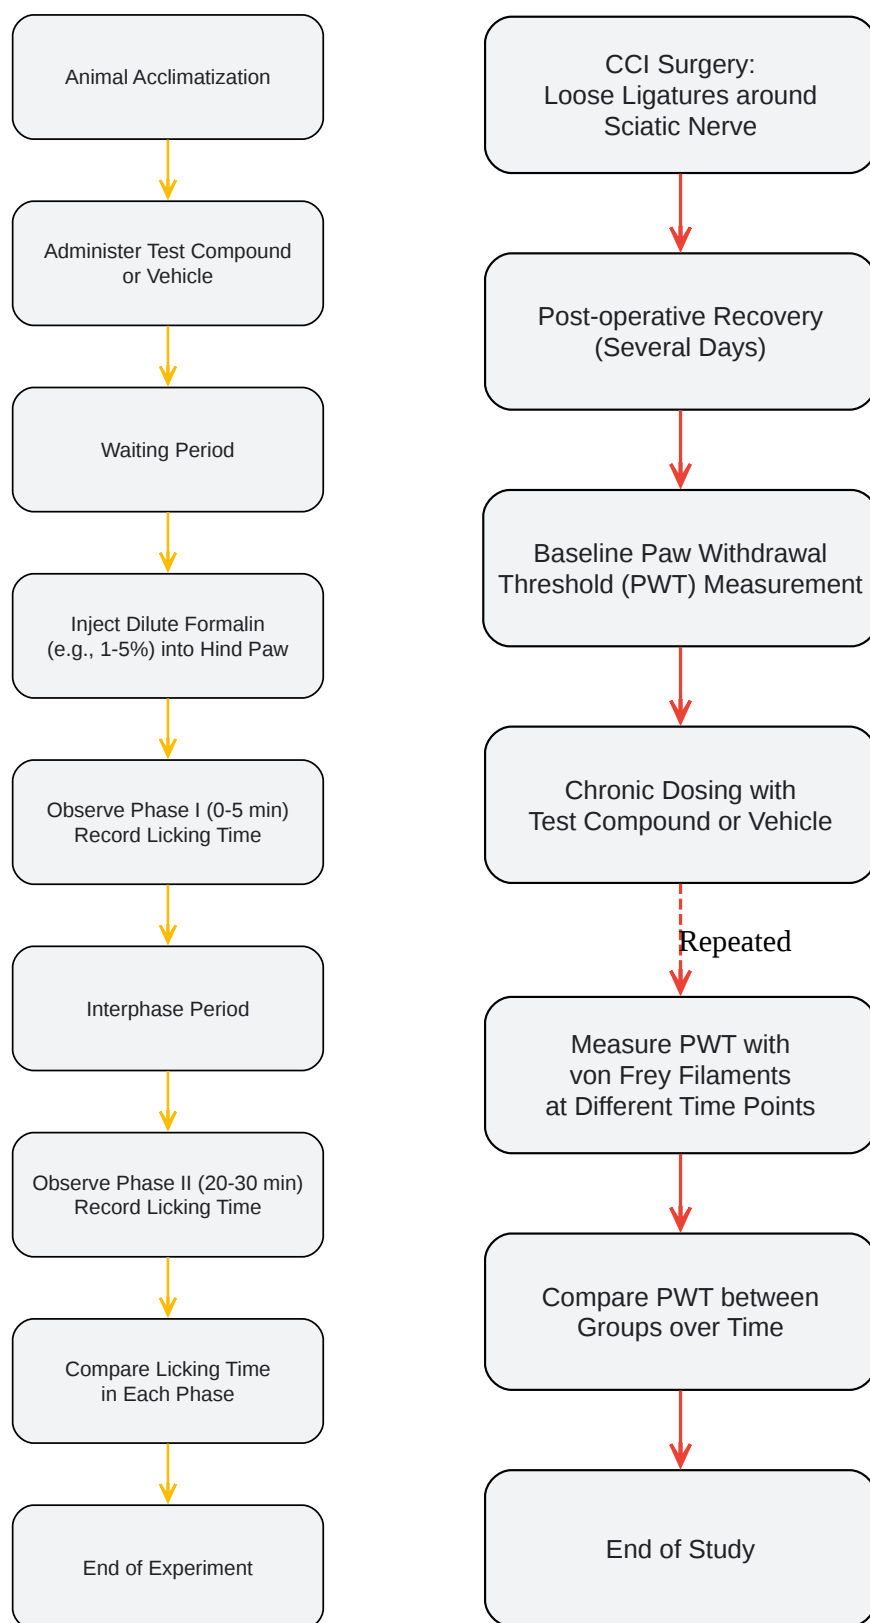 Animal Acclimatization
Administer Test Compound
or Vehicle
Waiting Period
Inject Dilute Formalin
(e.g., 1-5%) into Hind Paw
Observe Phase I (0-5 min)
Record Licking Time
Interphase Period
Observe Phase II (20-30 min)
Record Licking Time
Compare Licking Time
in Each Phase
End of Experiment
CCI Surgery:
Loose Ligatures around
Sciatic Nerve
Post-operative Recovery
(Several Days)
Baseline Paw Withdrawal
Threshold (PWT) Measurement
Chronic Dosing with
Test Compound or Vehicle
Repeated
Measure PWT with
von Frey Filaments
at Different Time Points
Compare PWT between
Groups over Time
End of Study